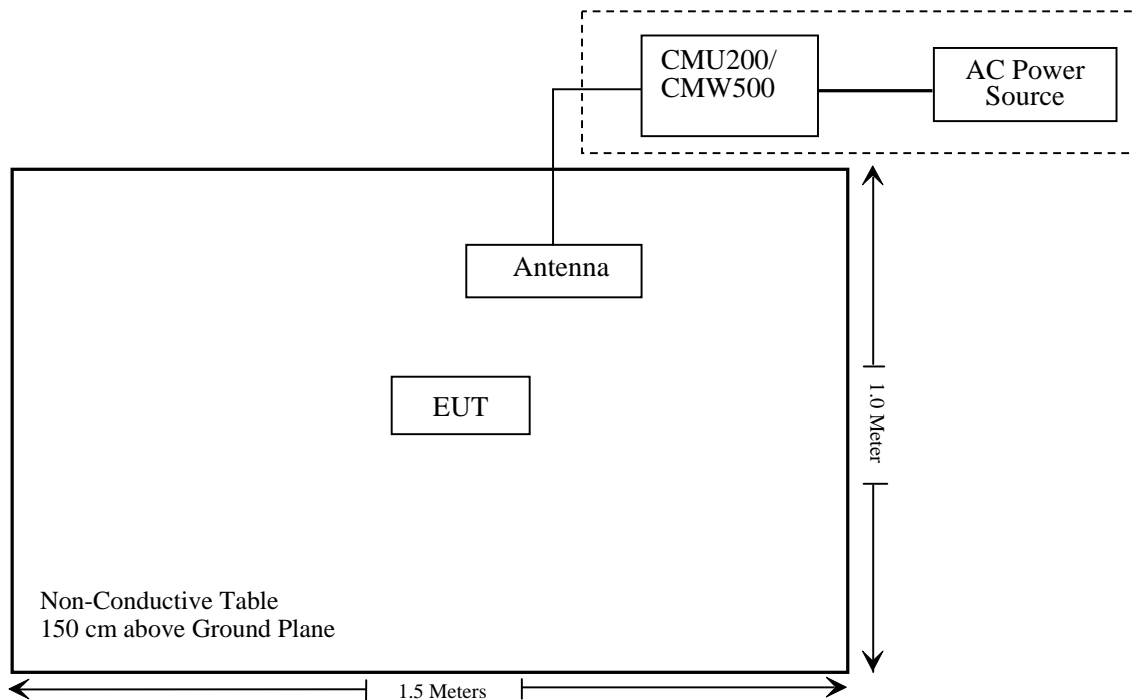 CMU200/
CMW500
AC Power
Source
Antenna
EUT
1.0 Meter
Non-Conductive Table
150 cm above Ground Plane
1.5 Meters